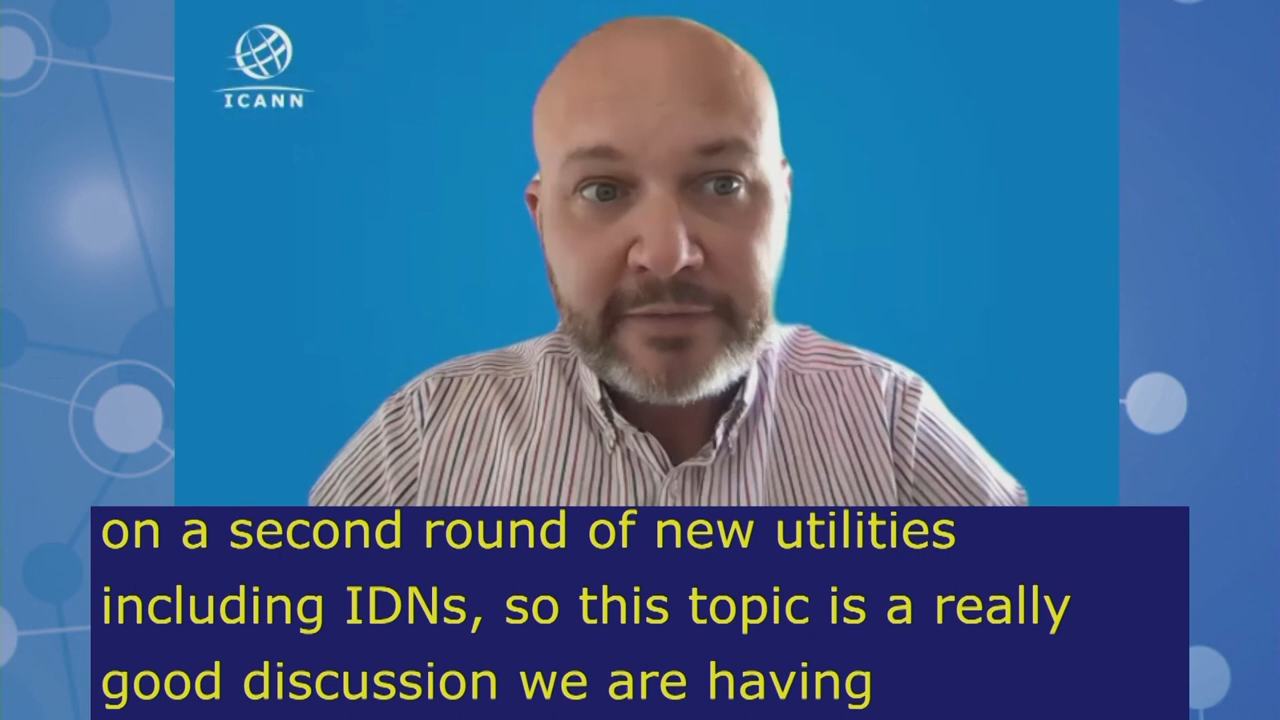 ICANN
on a second round of new utilities
including IDNs, so this topic is a really
good discussion we are having